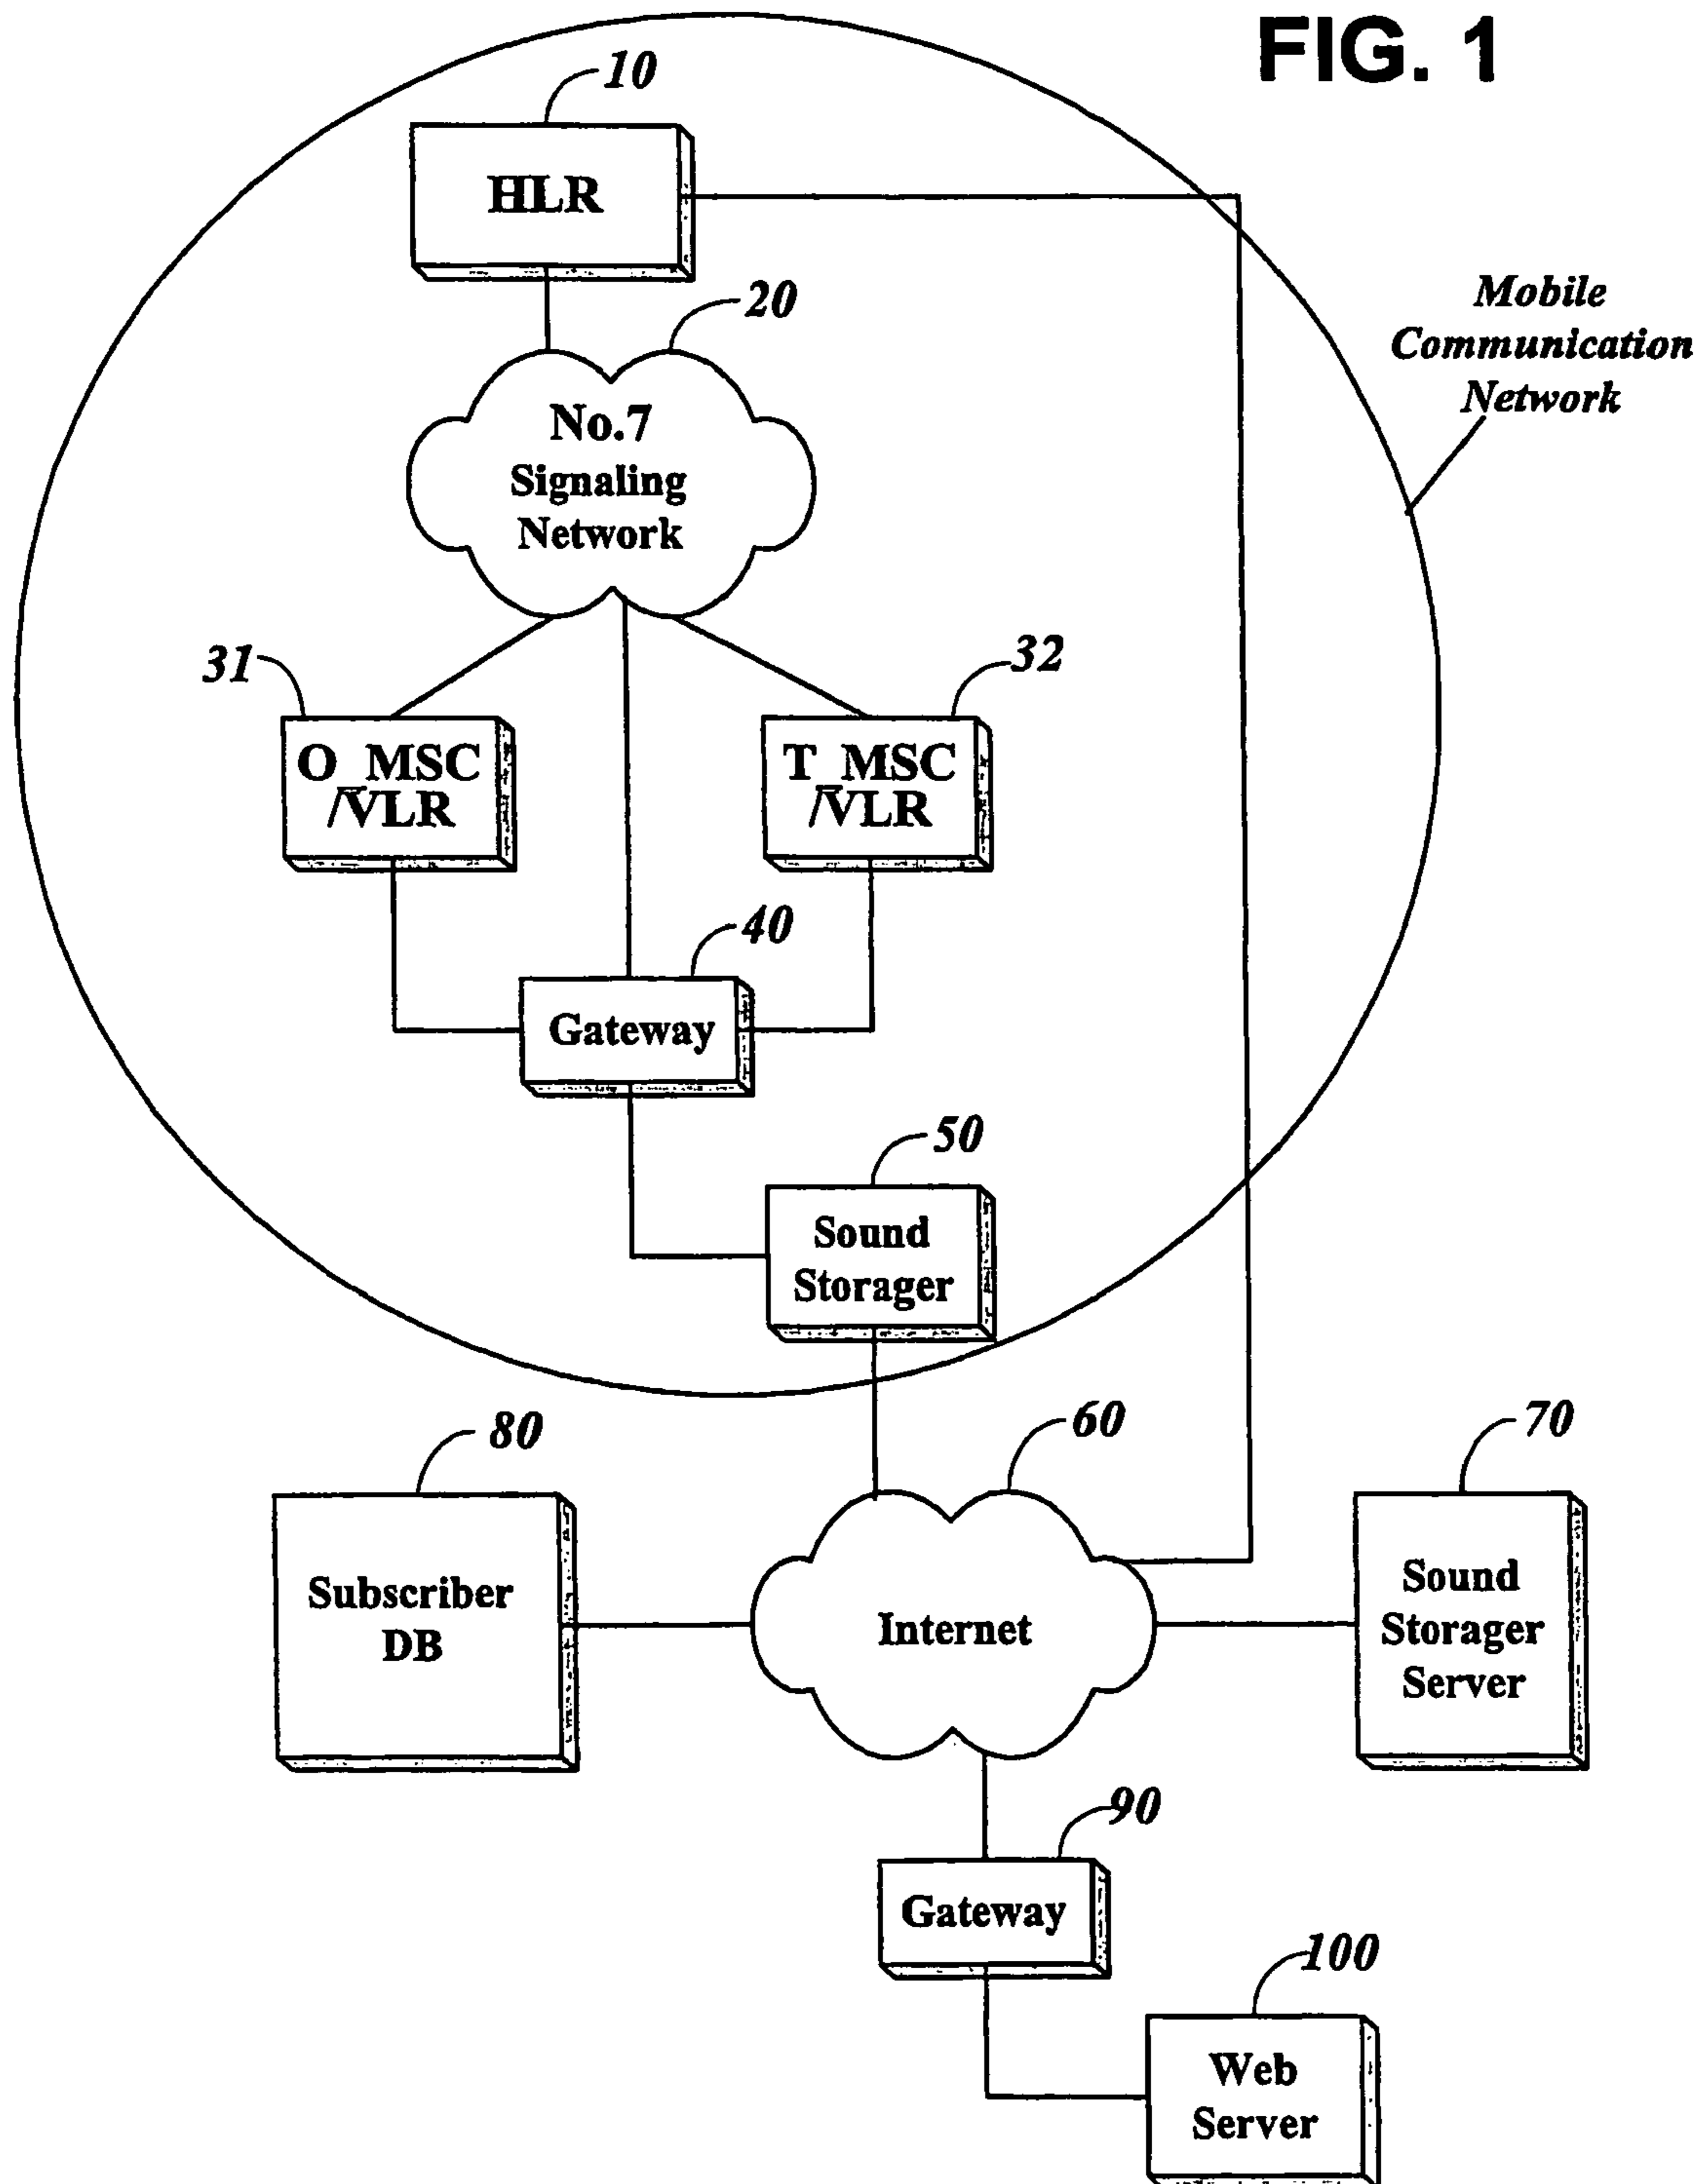 FIG. 1
10
HLR
Mobile
Communication
Network
20
No.7
Signaling
Network
31
32
O_MSC
/VLR
T_MSC
/VLR
40
Gateway
50
Sound
Storager
80
60
70
Subscriber
DB
Internet
Sound
Storager
Server
90
Gateway
100
Web
Server